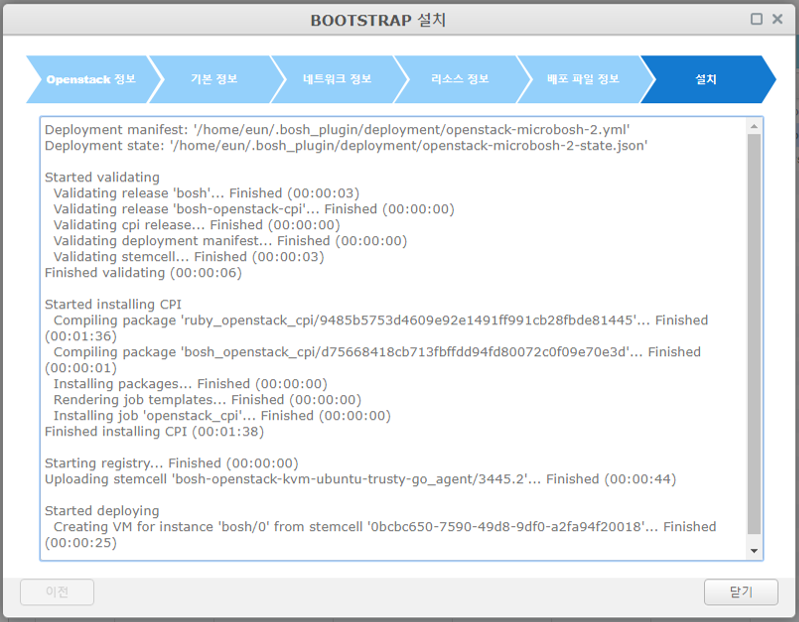 BOOTSTRAP 설치
Openstack 정보
기본 정보
네트워크 정보
리소스 정보
배포 파일 정보
설치
Deployment manifest: '/home/eun/.bosh_plugin/deployment/openstack-microbosh-2.yml'
Deployment state: '/home/eun/.bosh_plugin/deployment/openstack-microbosh-2-state.json'
Started validating
Validating release 'bosh'... Finished (00:00:03)
Validating release 'bosh-openstack-cpi'... Finished (00:00:00)
Validating cpi release... Finished (00:00:00)
Validating deployment manifest... Finished (00:00:00)
Validating stemcell... Finished (00:00:03)
Finished validating (00:00:06)
Started installing CPI
Compiling package 'ruby_openstack_cpi/9485b5753d4609e92e1491ff991cb28fbde81445'... Finished
(00:01:36)
Compiling package 'bosh_openstack_cpi/d75668418cb713fbffdd94fd80072c0f09e70e3d'... Finished
(00:00:01)
Installing packages... Finished (00:00:00)
Rendering job templates... Finished (00:00:00)
Installing job 'openstack_cpi'... Finished (00:00:00)
Finished installing CPI (00:01:38)
Starting registry... Finished (00:00:00)
Uploading stemcell 'bosh-openstack-kvm-ubuntu-trusty-go_agent/3445.2'... Finished (00:00:44)
Started deploying
Creating VM for instance 'bosh/0' from stemcell '0bcbc650-7590-49d8-9df0-a2fa94f20018'... Finished
(00:00:25)
이전
닫기